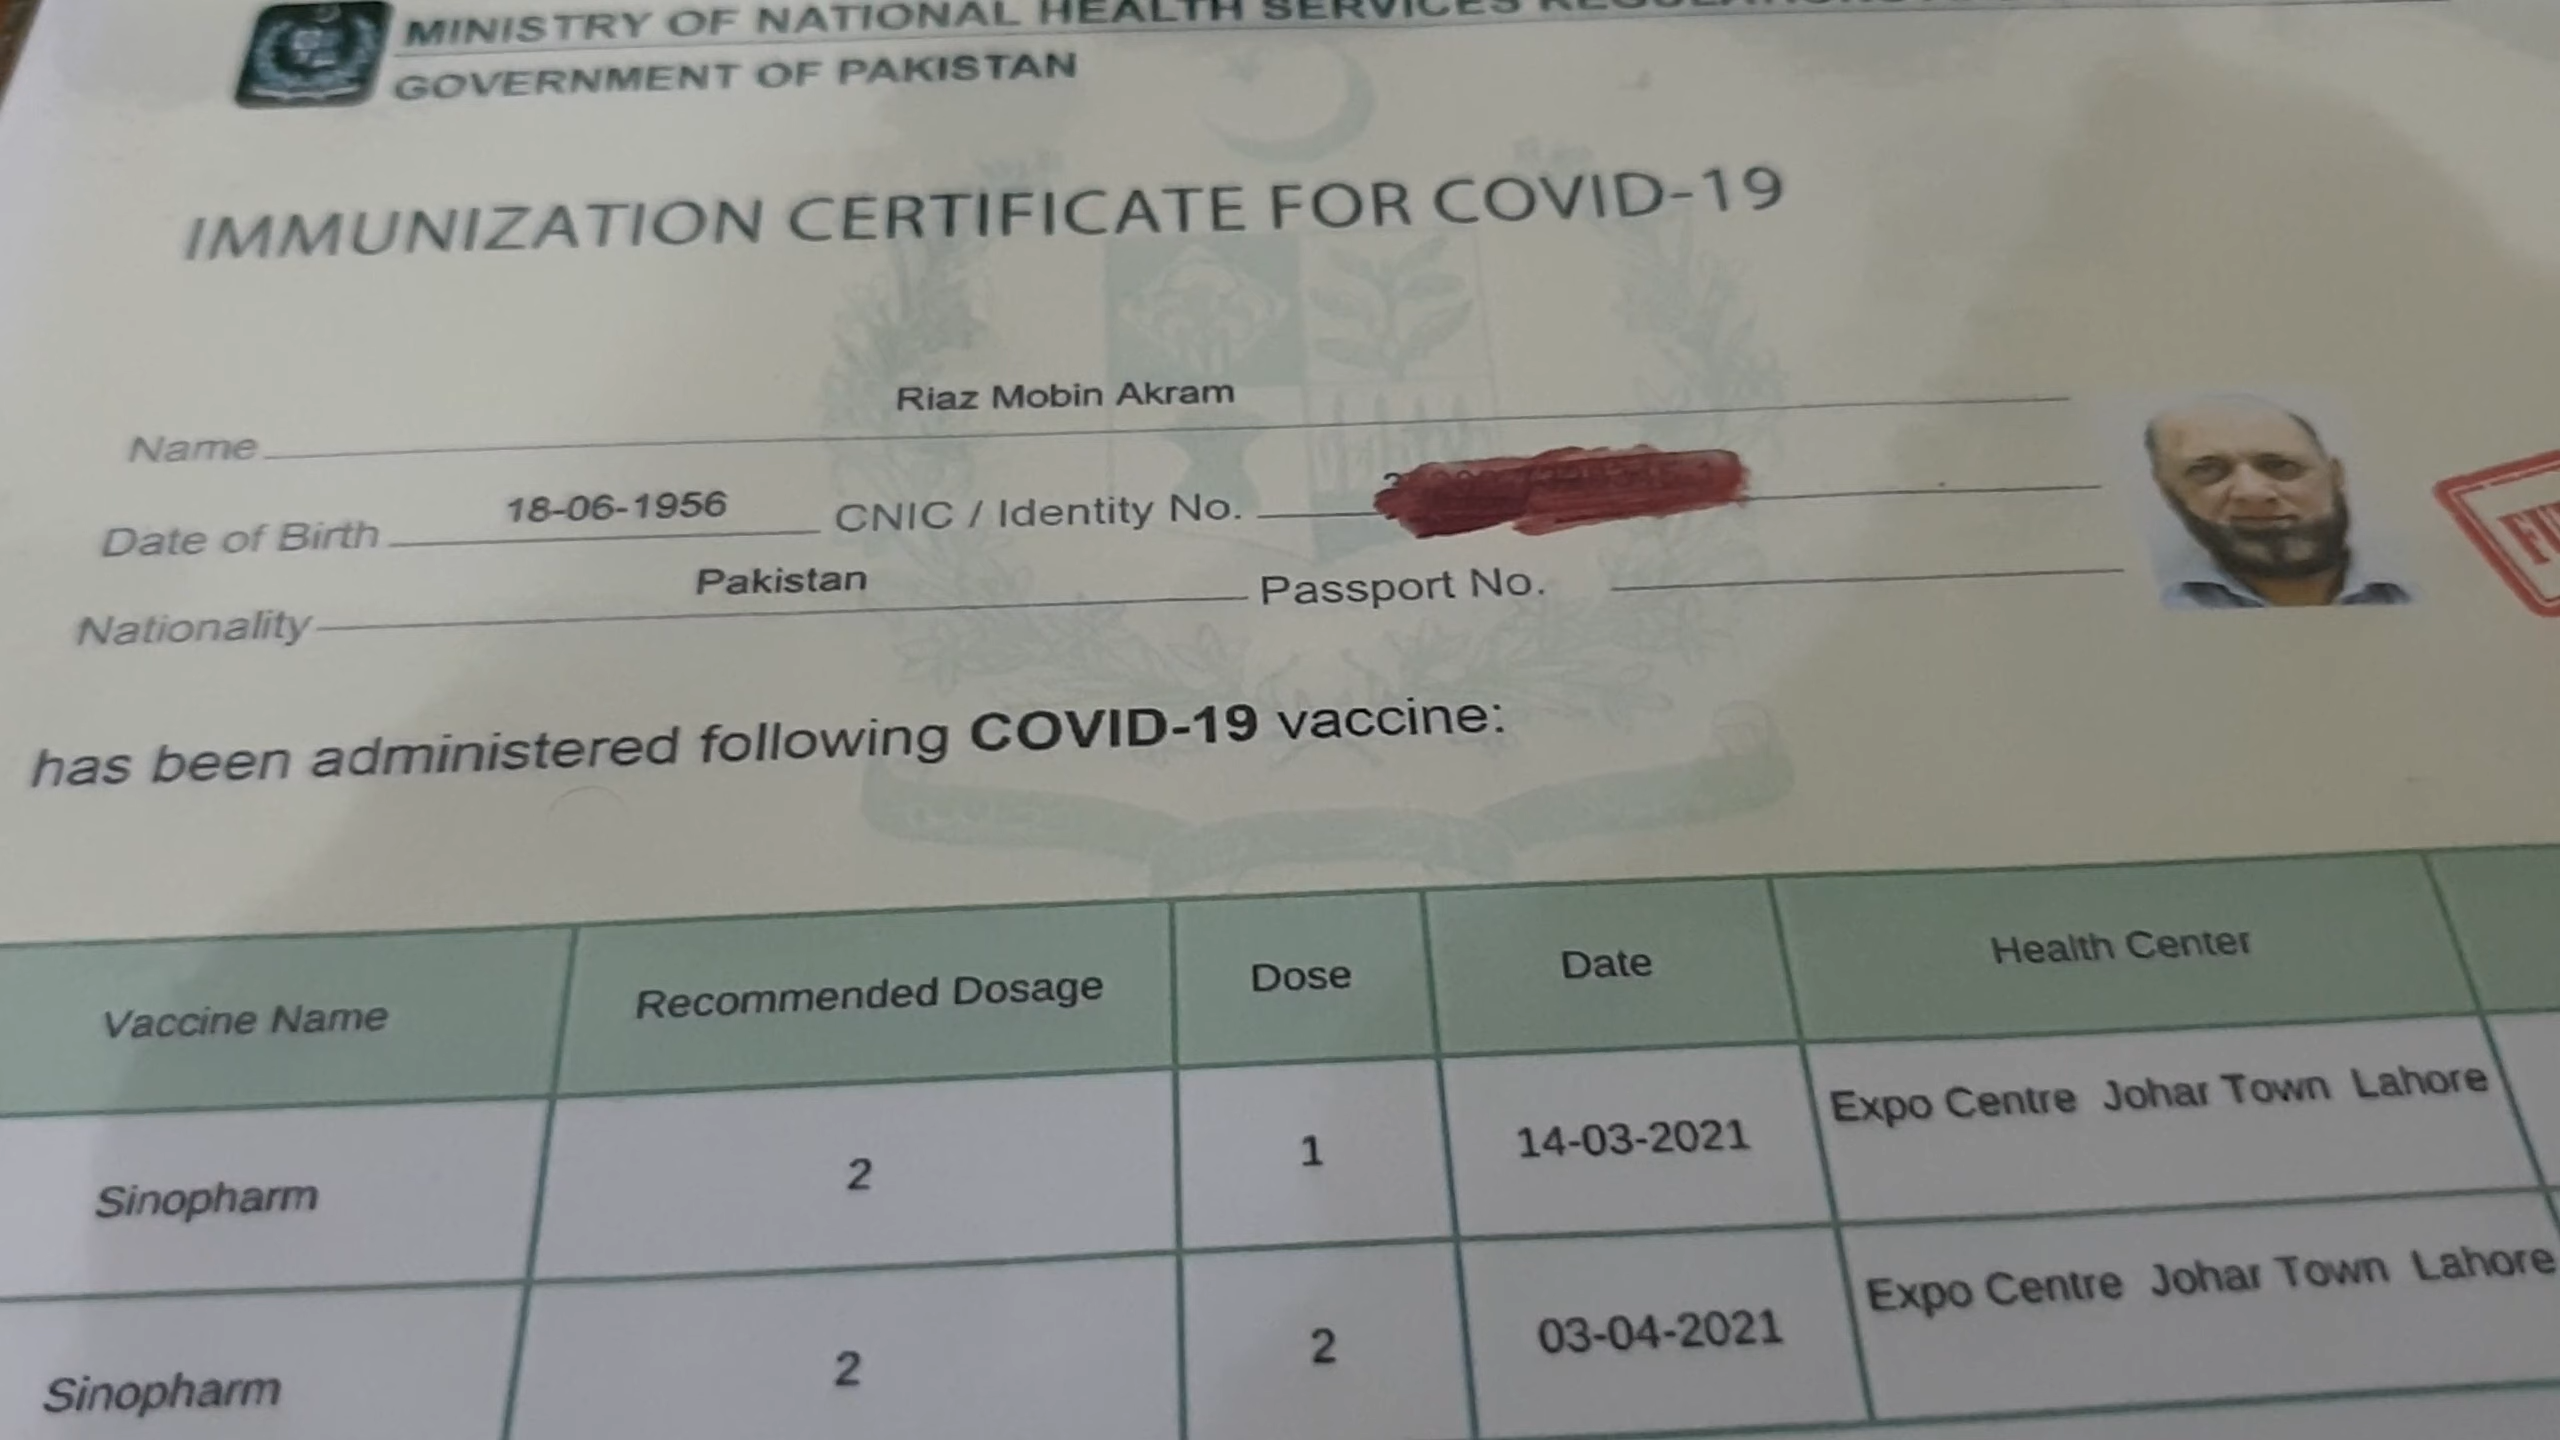 MINISTRY OF NATIONAL HEALTH SERVICES
GOVERNMENT OF PAKISTAN
IMMUNIZATION CERTIFICATE FOR COVID-19
Name Riaz Mobin Akram
Date of Birth 18-06-1956 CNIC / Identity No.
Nationality Pakistan Passport No.
has been administered following COVID-19 vaccine:
Vaccine Name Recommended Dosage Dose Date Health Center
Sinopharm 2 1 14-03-2021 Expo Centre Johar Town Lahore
Sinopharm 2 2 03-04-2021 Expo Centre Johar Town Lahore